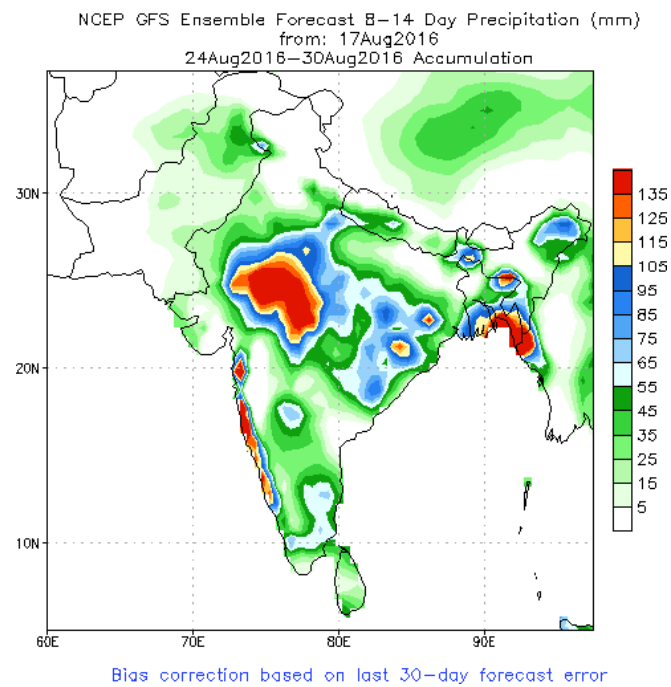 NCEP GFS Ensemble Forecast 8-14 Day Precipitation (mm)
from: 17Aug2016
24Aug2016-30Aug2016 Accumulation
30N
20N
10N
60E
70E
80E
90E
135
125
115
105
95
85
75
65
55
45
35
25
15
5
Bias correction based on last 30-day forecast error